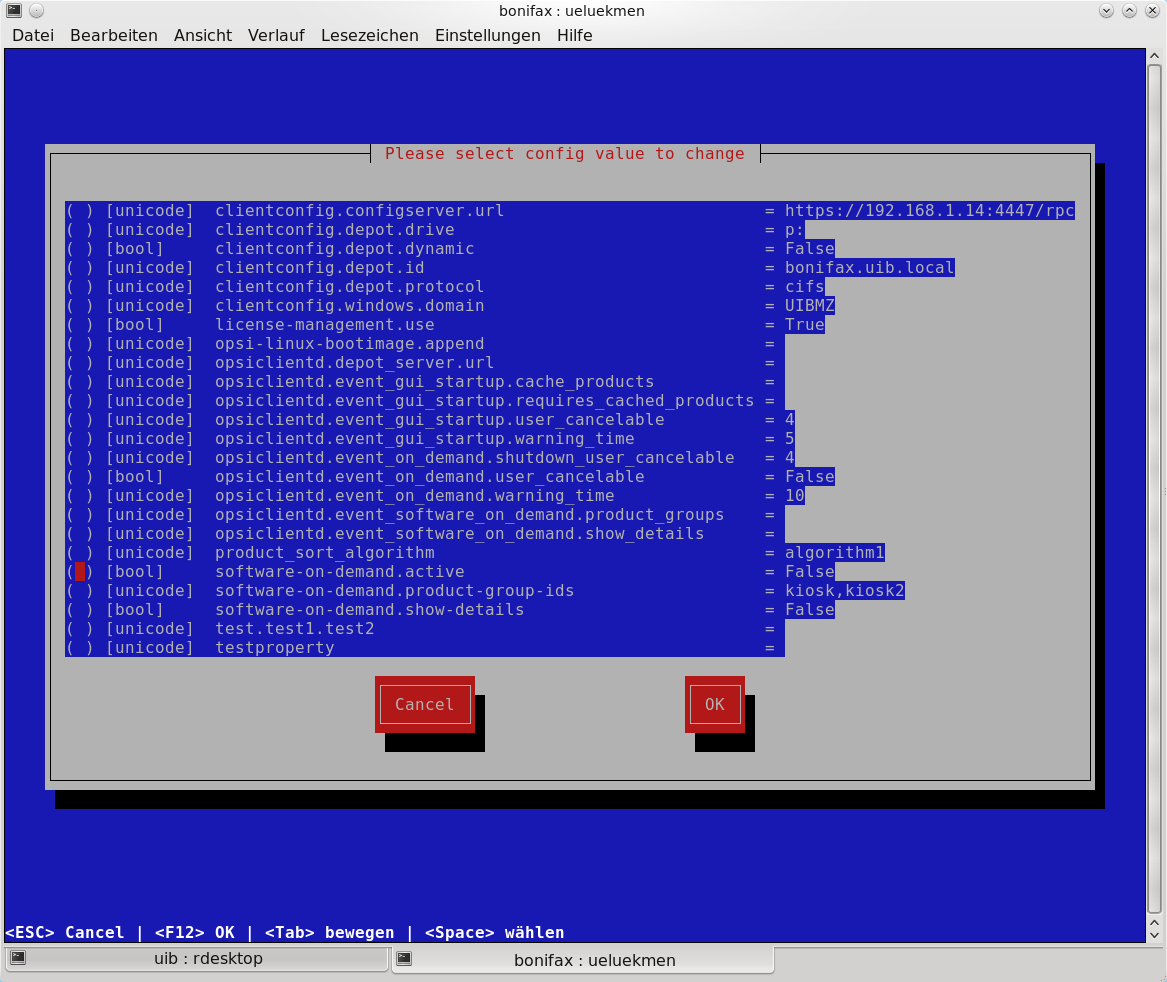 bonifax : ueluekmen
Datei Bearbeiten Ansicht Verlauf Lesezeichen Einstellungen Hilfe
Please select config value to change
( ) [unicode] clientconfig.configserver.url = https://192.168.1.14:4447/rpc
( ) [unicode] clientconfig.depot.drive = p:
( ) [bool] clientconfig.depot.dynamic = False
( ) [unicode] clientconfig.depot.id = bonifax.uib.local
( ) [unicode] clientconfig.depot.protocol = cifs
( ) [unicode] clientconfig.windows.domain = UIBMZ
( ) [bool] license-management.use = True
( ) [unicode] opsi-linux-bootimage.append =
( ) [unicode] opsiclientd.depot_server.url =
( ) [unicode] opsiclientd.event_gui_startup.cache_products =
( ) [unicode] opsiclientd.event_gui_startup.requires_cached_products =
( ) [unicode] opsiclientd.event_gui_startup.user_cancelable = 4
( ) [unicode] opsiclientd.event_gui_startup.warning_time = 5
( ) [unicode] opsiclientd.event_on_demand.shutdown_user_cancelable = 4
( ) [bool] opsiclientd.event_on_demand.user_cancelable = False
( ) [unicode] opsiclientd.event_on_demand.warning_time = 10
( ) [unicode] opsiclientd.event_software_on_demand.product_groups =
( ) [unicode] opsiclientd.event_software_on_demand.show_details =
( ) [unicode] product_sort_algorithm = algorithm1
( ) [bool] software-on-demand.active = False
( ) [unicode] software-on-demand.product-group-ids = kiosk,kiosk2
( ) [bool] software-on-demand.show-details = False
( ) [unicode] test.test1.test2 =
( ) [unicode] testproperty =
Cancel OK
<ESC> Cancel | <F12> OK | <Tab> bewegen | <Space> wählen
uib : rdesktop bonifax : ueluekmen